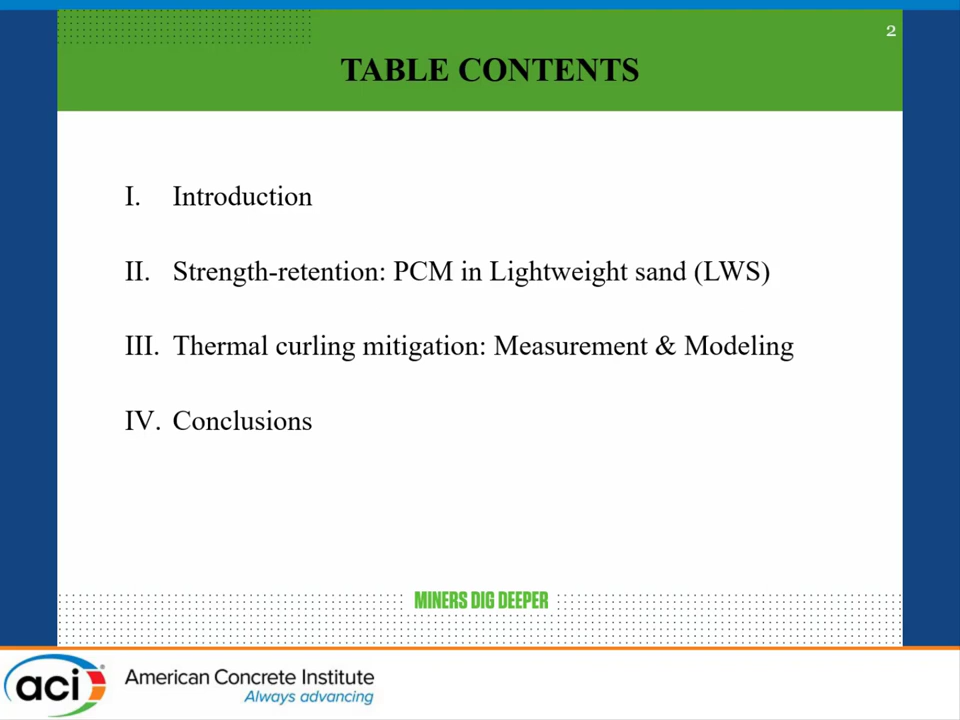 2
TABLE CONTENTS
I. Introduction
II. Strength-retention: PCM in Lightweight sand (LWS)
III. Thermal curling mitigation: Measurement & Modeling
IV. Conclusions
MINERS DIG DEEPER
aci
American Concrete Institute
Always advancing